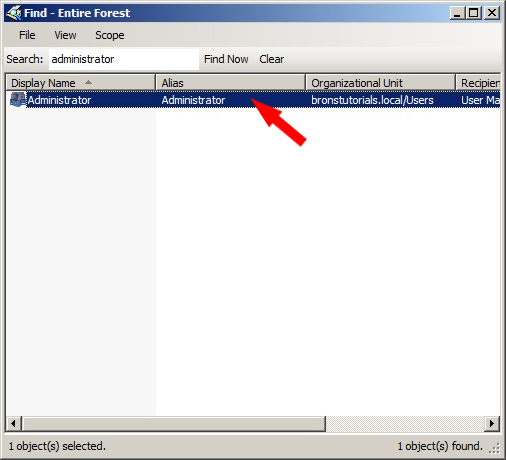 Find - Entire Forest
File View Scope
Search: administrator Find Now Clear
Display Name Alias Organizational Unit Recipien
Administrator Administrator bronstutorials.local/Users User Ma
1 object(s) selected. 1 object(s) found.